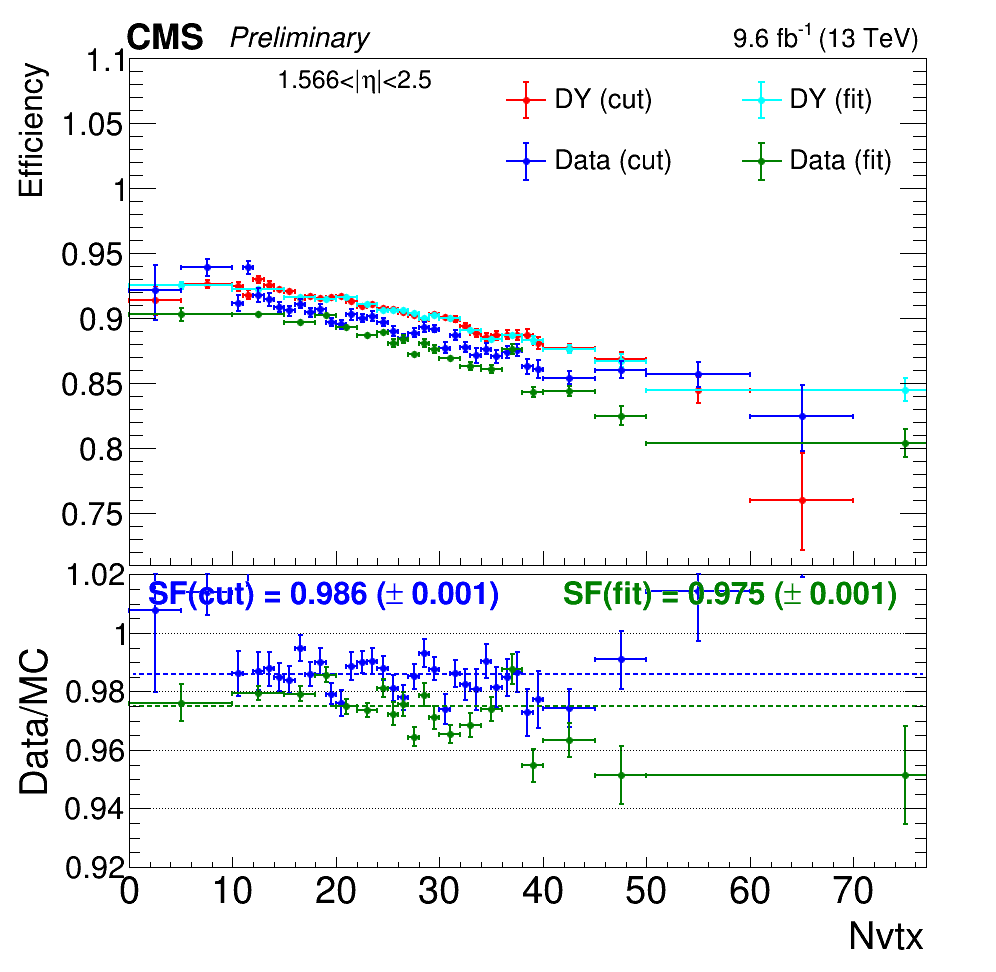 CMS Preliminary 9.6 fb-1 (13 TeV)
1.566<|η|<2.5
DY (cut) DY (fit)
Data (cut) Data (fit)
Efficiency
1.1
1.05
1
0.95
0.9
0.85
0.8
0.75
SF(cut) = 0.986 (± 0.001) SF(fit) = 0.975 (± 0.001)
Data/MC
1.02
1
0.98
0.96
0.94
0.92
0 10 20 30 40 50 60 70
Nvtx